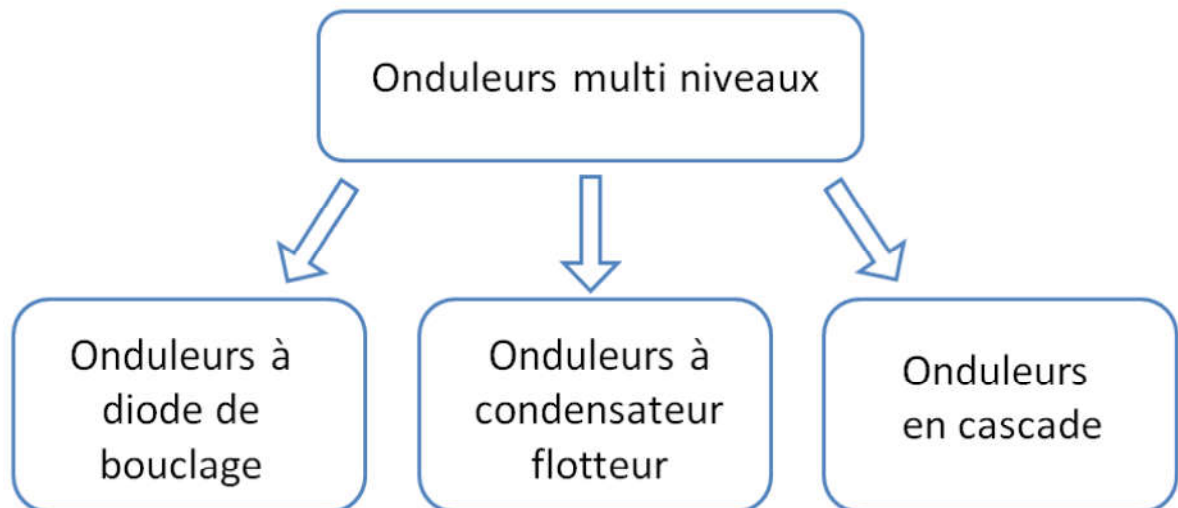 Onduleurs multi niveaux
Onduleurs à
diode de
bouclage
Onduleurs à
condensateur
flotteur
Onduleurs
en cascade